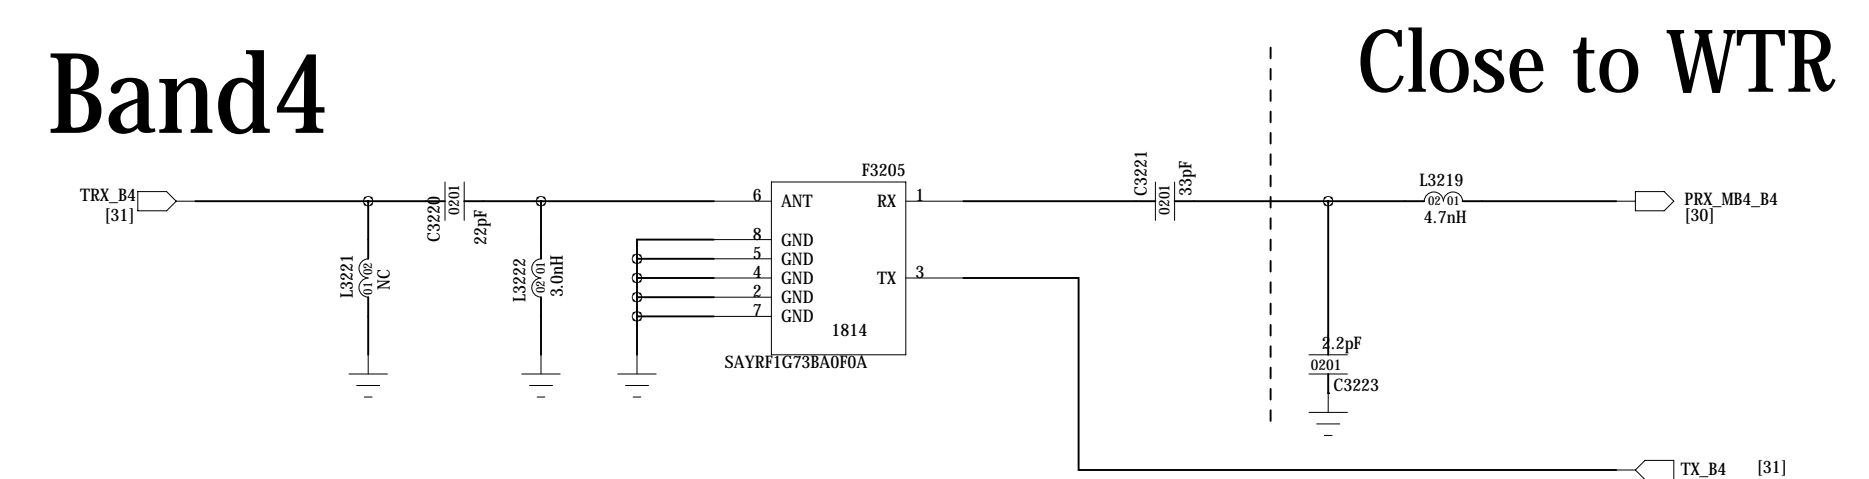 Band4
Close to WTR
TRX_B4
[31]
L3221
01 02
NC
C3220
0201
22pF
L3222
02 01
3.0nH
F3205
6 ANT
8 GND
5 GND
4 GND
2 GND
7 GND
RX 1
TX 3
1814
SAYRF1G73BA0F0A
C3221
0201
33pF
L3219
02 01
4.7nH
PRX_MB4_B4
[30]
2.2pF
0201
C3223
TX_B4 [31]